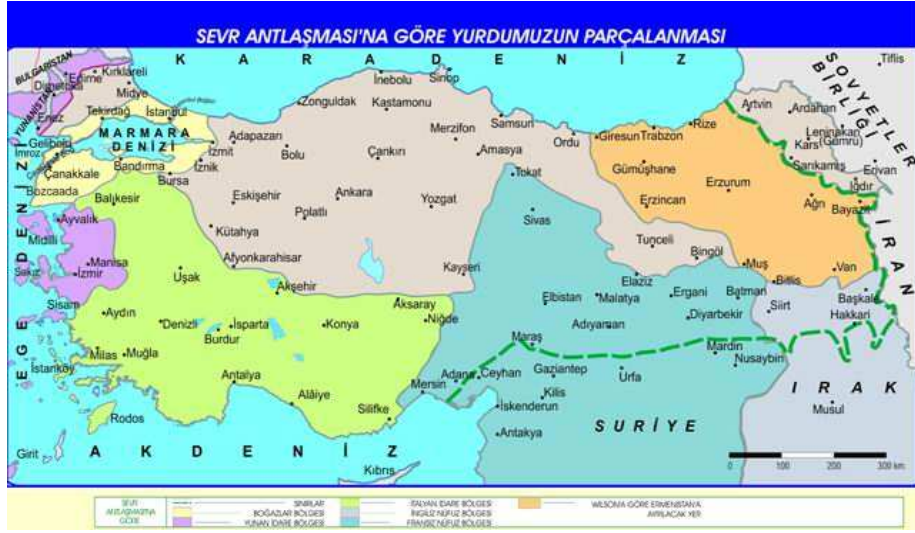 SEVR ANTLAŞMASI'NA GÖRE YURDUMUZUN PARÇALANMASI
K A R A D E N İ Z
BULGARİSTAN
YUNANİSTAN
SOVYETLER BİRLİĞİ
Tiflis
Edirne
Kırklareli
Dimetoka
Midye
Enez
Tekirdağ
İstanbul
Gelibolu
MARMARA
DENİZİ
İmroz
Çanakkale
Bozcaada
Bandırma
Bursa
İzmit
İznik
Adapazarı
Bolu
Zonguldak
İnebolu
Kastamonu
Sinop
Çankırı
Merzifon
Samsun
Amasya
Ordu
Giresun
Trabzon
Rize
Artvin
Ardahan
Leninakan
(Gümrü)
Kars
Sarıkamış
Erivan
Iğdır
Gümüşhane
Erzurum
Erzincan
Ağrı
Bayazıt
Tokat
Sivas
Yozgat
Ankara
Polatlı
Eskişehir
Kütahya
Balıkesir
Ayvalık
Midilli
Manisa
İzmir
Sakız
Sisam
Uşak
Afyonkarahisar
Akşehir
Kayseri
Aksaray
Niğde
Tunceli
Bingöl
Muş
Bitlis
Van
Elaziz
Elbistan
Malatya
Ergani
Batman
Siirt
Başkale
Hakkari
Adıyaman
Diyarbekir
Maraş
Mardin
Nusaybin
Aydın
Denizli
Isparta
Burdur
Konya
Milas
Muğla
İstanköy
Antalya
Alâiye
Silifke
Mersin
Adana
Ceyhan
Gaziantep
Kilis
Urfa
İskenderun
Antakya
Rodos
Girit
Kıbrıs
Musul
E G E D E N İ Z İ
A K D E N İ Z
S U R İ Y E
I R A K
İ R A N
0 100 200 300 km.
SEVR
ANTLAŞMASI'NA
GÖRE
SINIRLAR
BOĞAZLAR BÖLGESİ
YUNAN İDARE BÖLGESİ
İTALYAN İDARE BÖLGESİ
İNGİLİZ NÜFUZ BÖLGESİ
FRANSIZ NÜFUZ BÖLGESİ
WILSON'A GÖRE ERMENİSTAN'A
AYRILACAK YER